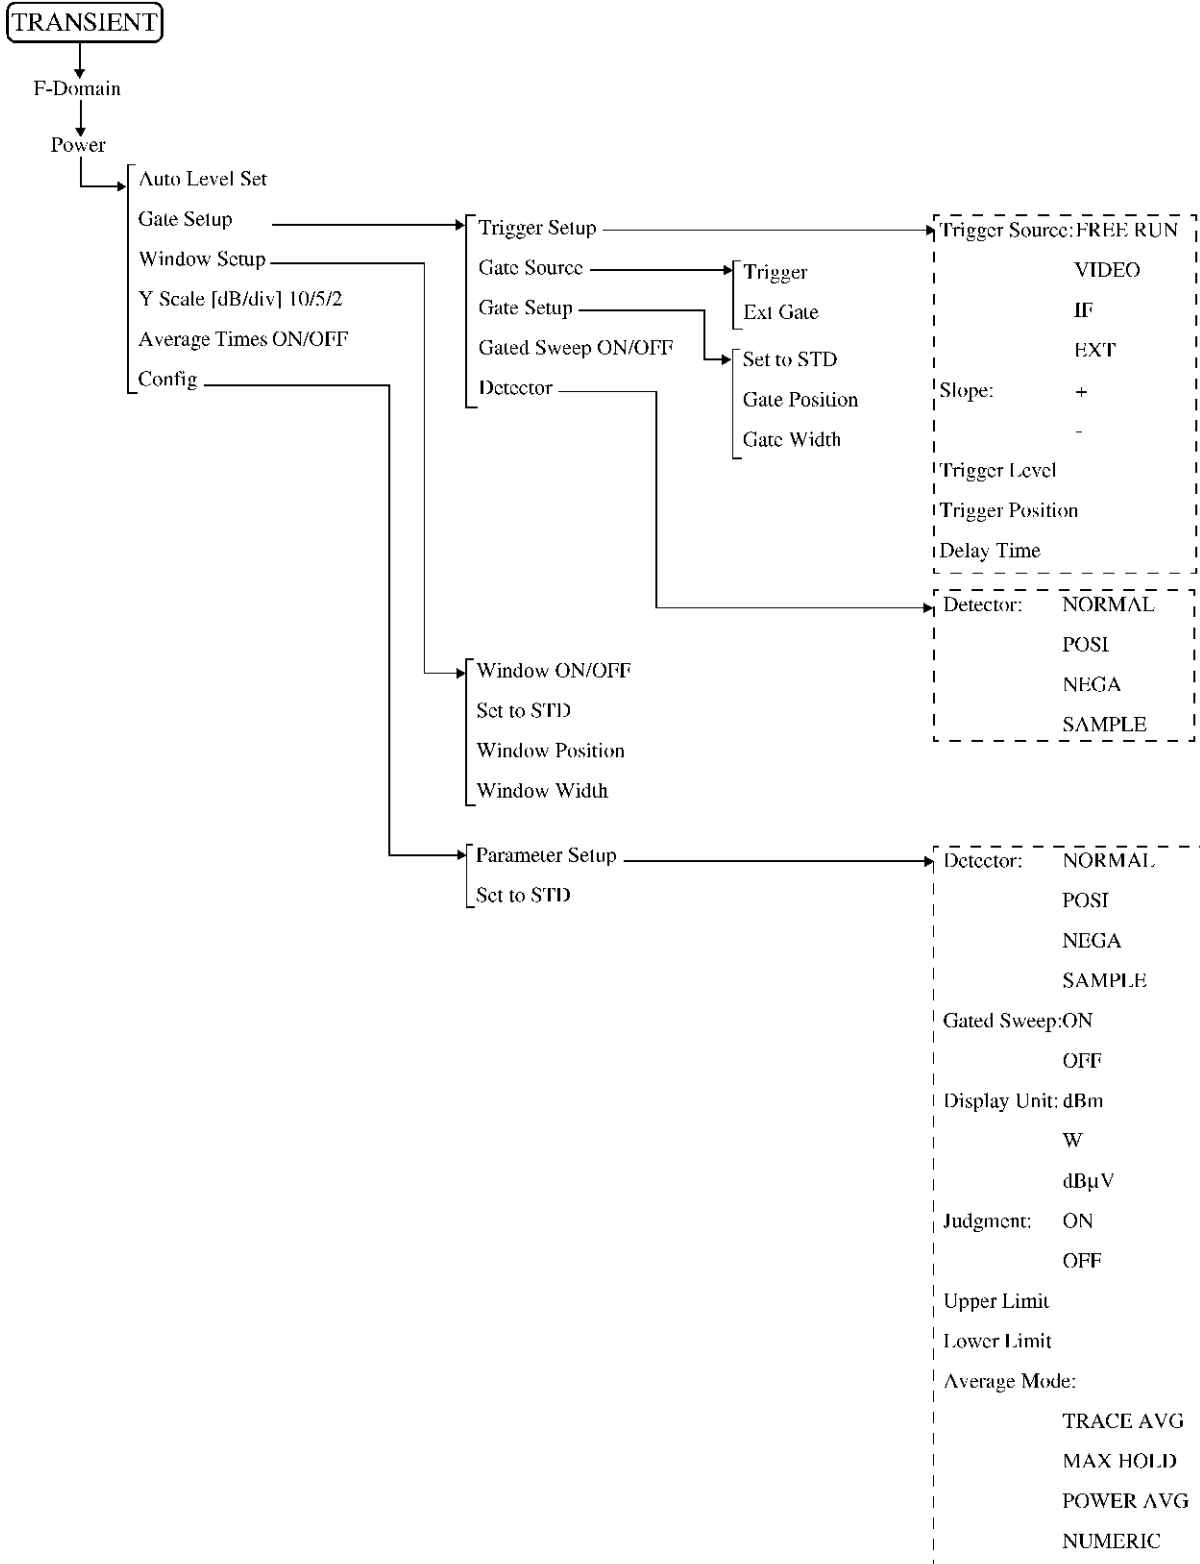 TRANSIENT
F-Domain
Power
Auto Level Set
Gate Setup
Window Setup
Y Scale [dB/div] 10/5/2
Average Times ON/OFF
Config
Trigger Setup
Gate Source
Gate Setup
Gated Sweep ON/OFF
Detector
Trigger
Ext Gate
Set to STD
Gate Position
Gate Width
Trigger Source: FREE RUN
VIDEO
IF
EXT
Slope: +
-
Trigger Level
Trigger Position
Delay Time
Detector: NORMAL
POSI
NEGA
SAMPLE
Window ON/OFF
Set to STD
Window Position
Window Width
Parameter Setup
Set to STD
Detector: NORMAL
POSI
NEGA
SAMPLE
Gated Sweep: ON
OFF
Display Unit: dBm
W
dBµV
Judgment: ON
OFF
Upper Limit
Lower Limit
Average Mode:
TRACE AVG
MAX HOLD
POWER AVG
NUMERIC